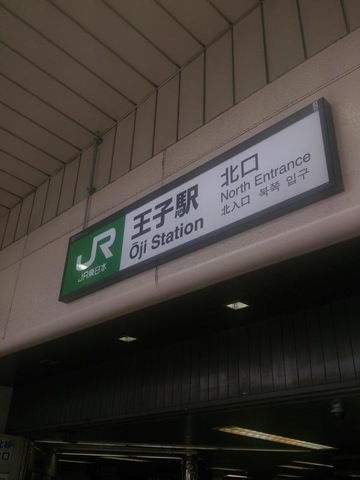 JR
JR東日本
王子駅
Ōji Station
北口
North Entrance
北入口 북쪽 입구